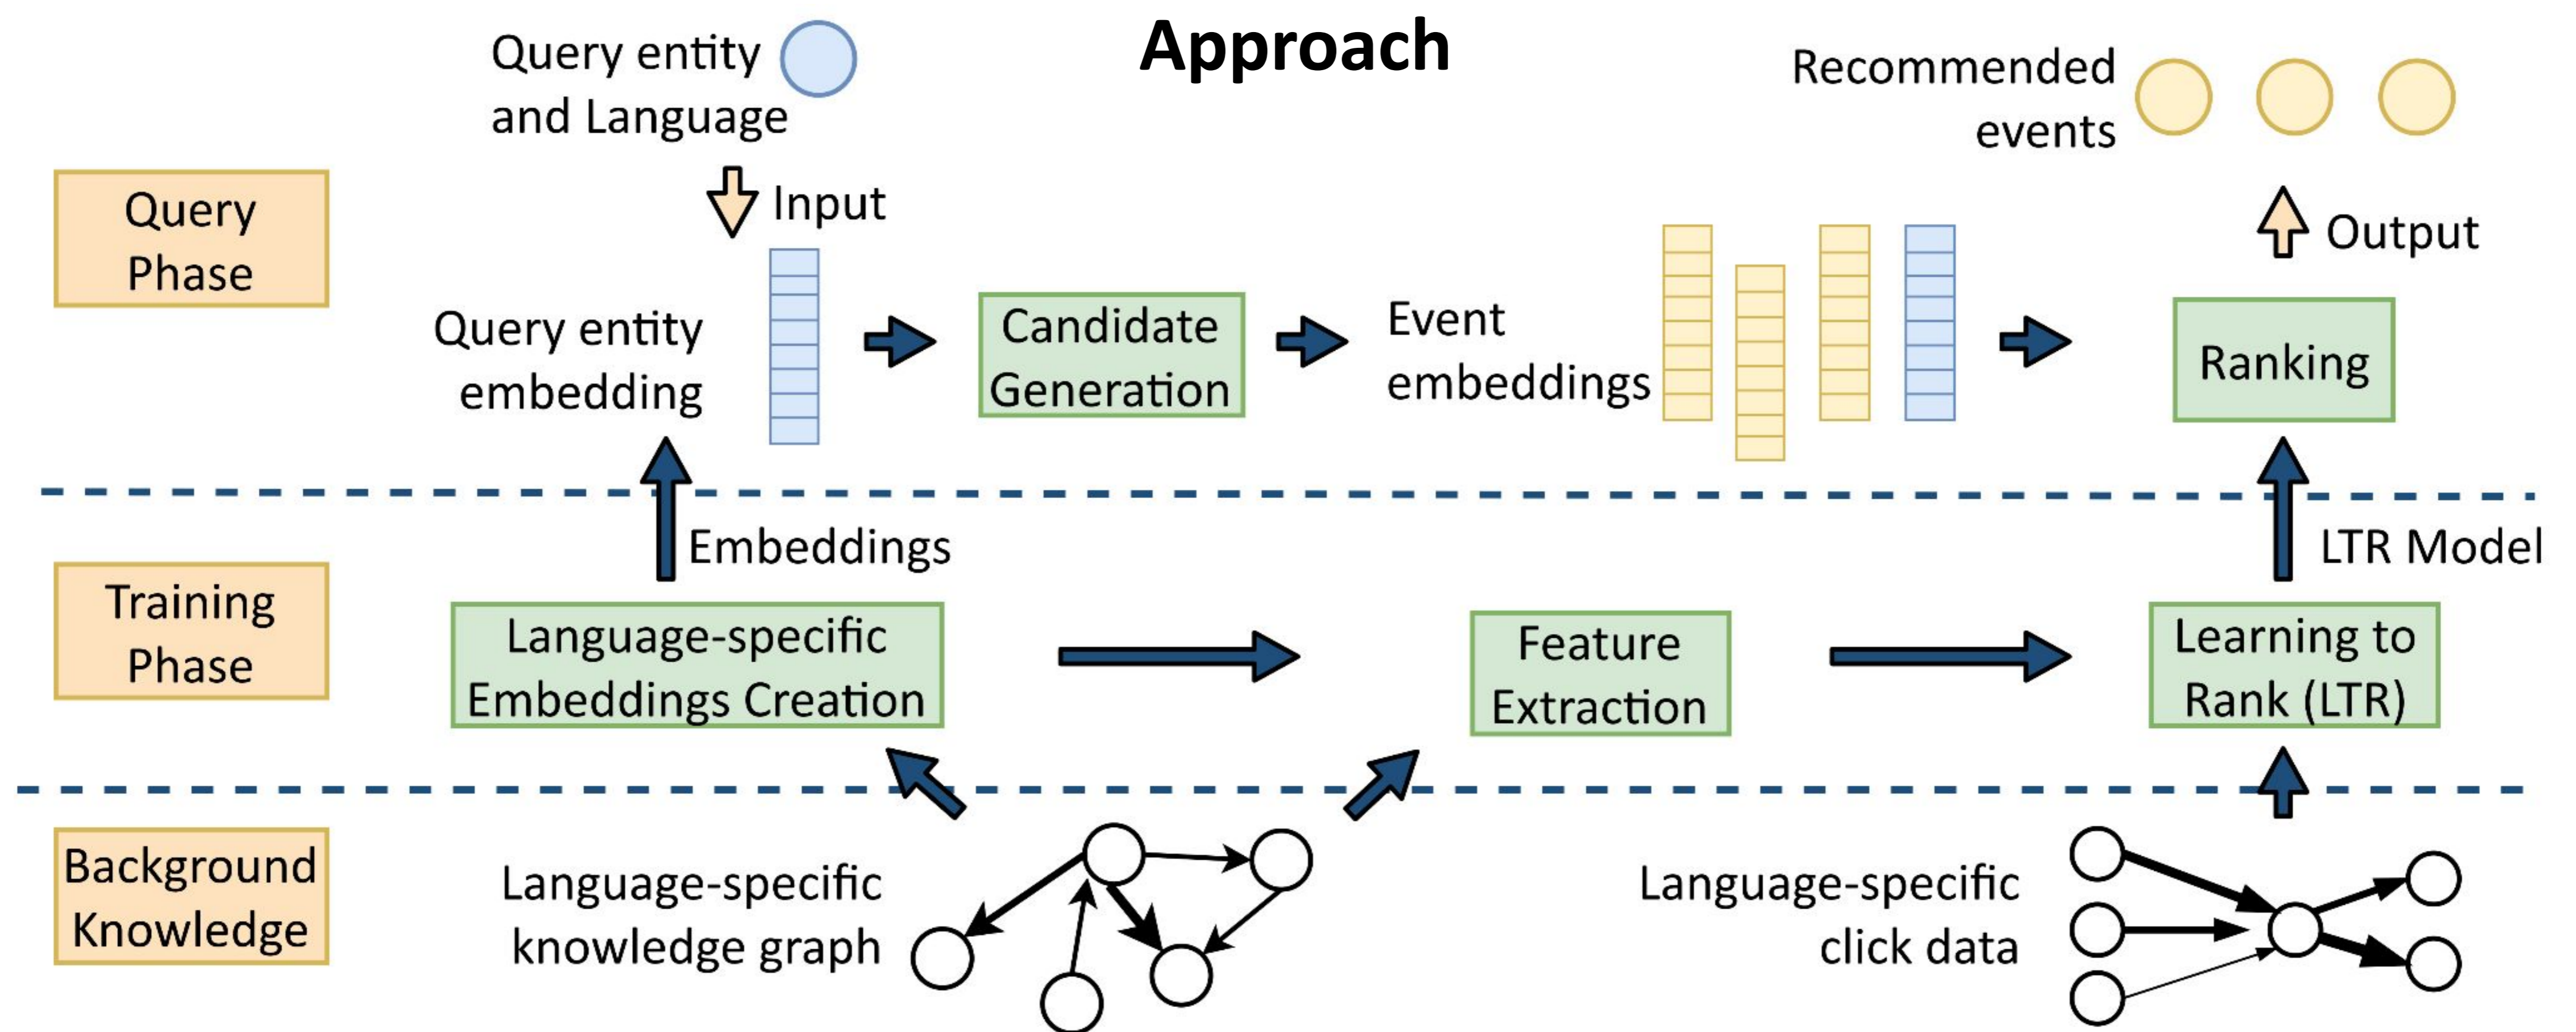 Approach
Query entity
and Language
Recommended
events
Query
Phase
Input
Output
Query entity
embedding
Candidate
Generation
Event
embeddings
Ranking
Embeddings
LTR Model
Training
Phase
Language-specific
Embeddings Creation
Feature
Extraction
Learning to
Rank (LTR)
Background
Knowledge
Language-specific
knowledge graph
Language-specific
click data